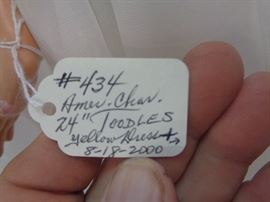 #434
Amer. Char.
24" TOODLES
Yellow Dress + →
8-18-2000